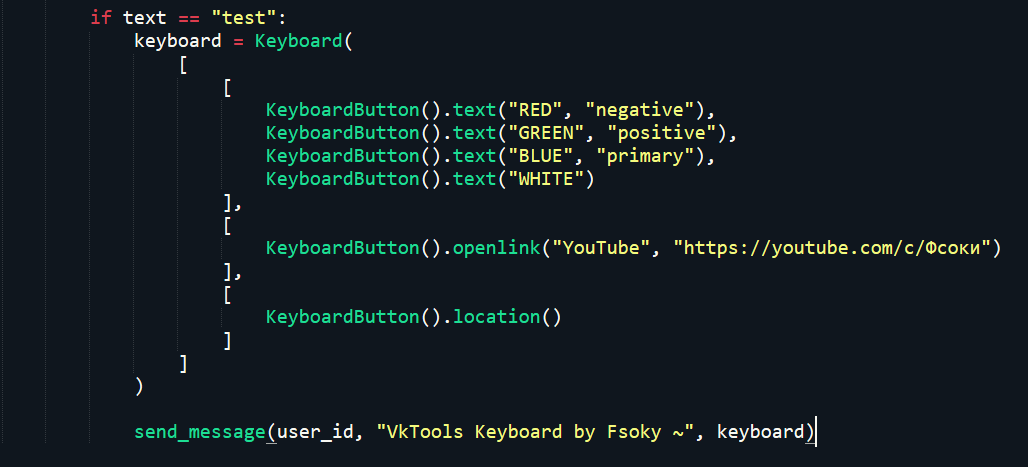 if text == "test":
keyboard = Keyboard(
[
[
KeyboardButton().text("RED", "negative"),
KeyboardButton().text("GREEN", "positive"),
KeyboardButton().text("BLUE", "primary"),
KeyboardButton().text("WHITE")
],
[
KeyboardButton().openlink("YouTube", "https://youtube.com/c/Фсоки")
],
[
KeyboardButton().location()
]
]
)
send_message(user_id, "VkTools Keyboard by Fsoky ~", keyboard)